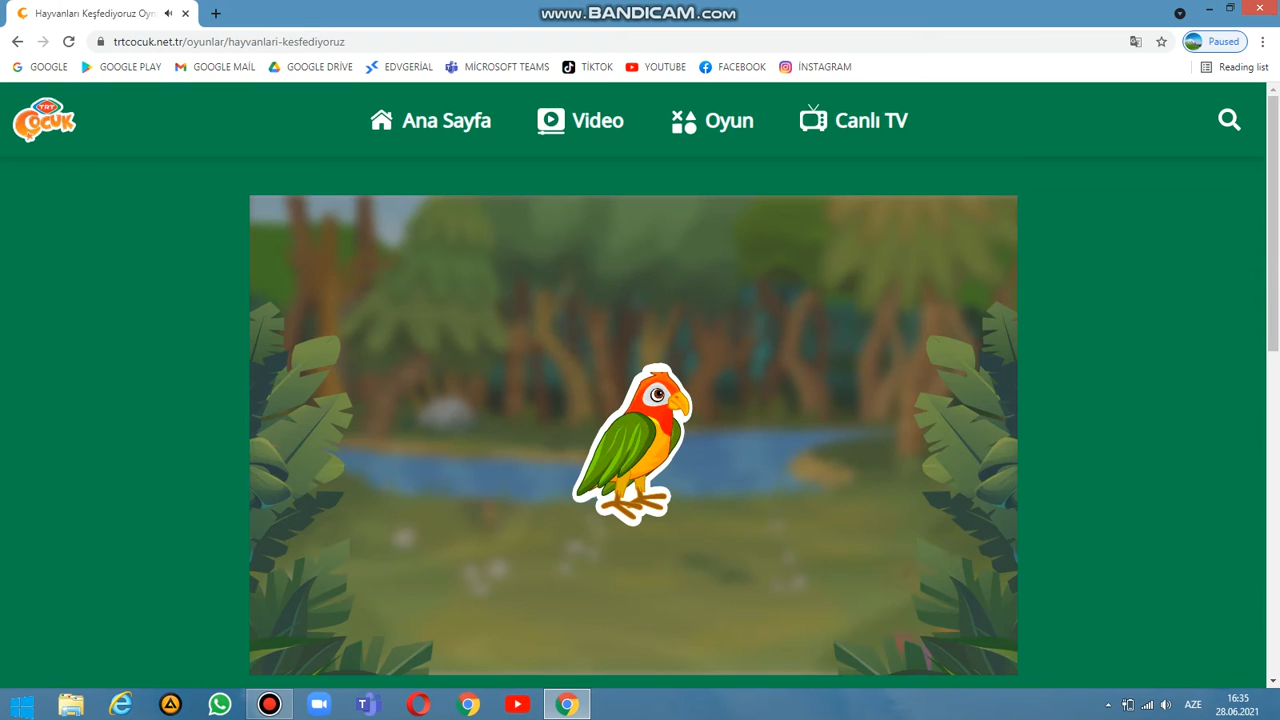 www.BANDICAM.com
Hayvanları Keşfediyoruz Oyn
trtcocuk.net.tr/oyunlar/hayvanlari-kesfediyoruz
Paused
GOOGLE
GOOGLE PLAY
GOOGLE MAİL
GOOGLE DRİVE
EDVGERİAL
MİCROSOFT TEAMS
TİKTOK
YOUTUBE
FACEBOOK
İNSTAGRAM
Reading list
TRT
ÇOCUK
Ana Sayfa
Video
Oyun
Canlı TV
AZE
16:35
28.06.2021